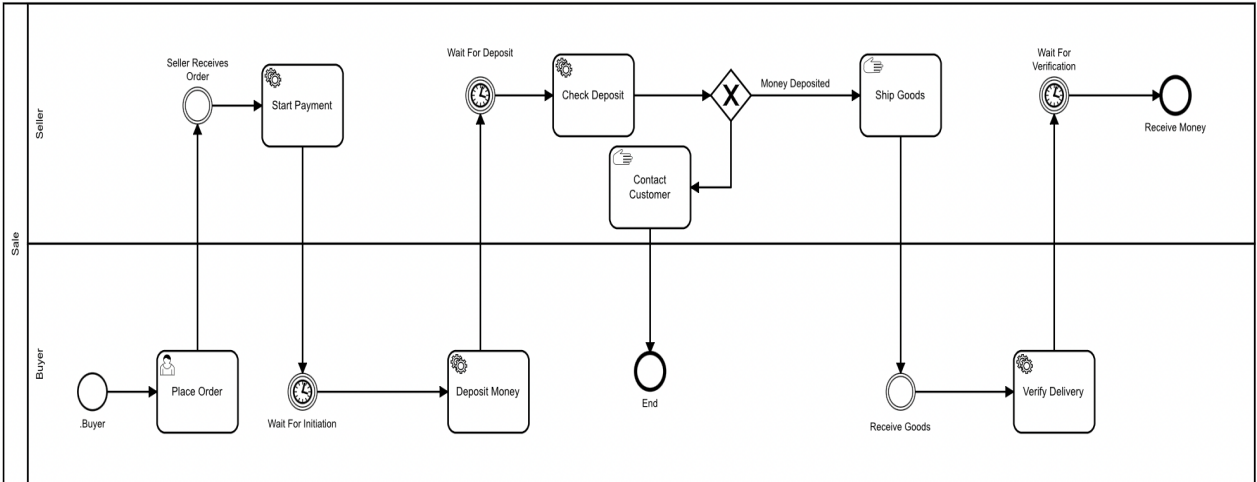 Sale
Seller
Seller Receives
Order
Start Payment
Wait For Deposit
Check Deposit
Money Deposited
Contact
Customer
Ship Goods
Wait For
Verification
Receive Money
Buyer
.Buyer
Place Order
Wait For Initiation
Deposit Money
End
Receive Goods
Verify Delivery